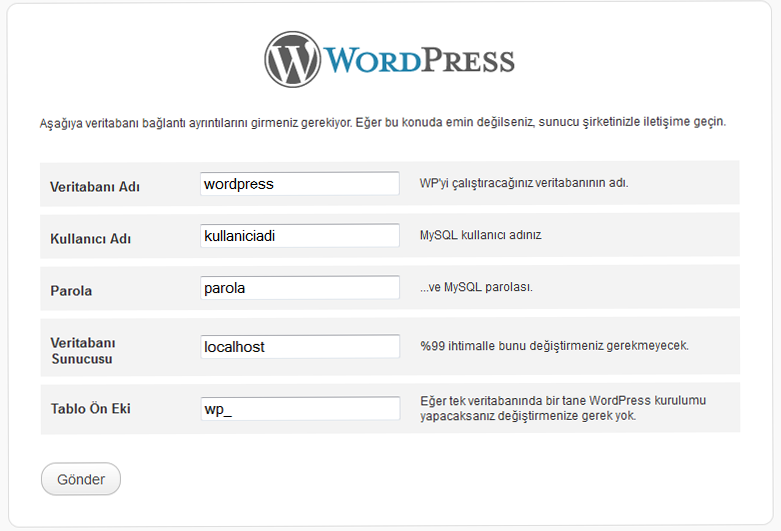 WORDPRESS
Aşağıya veritabanı bağlantı ayrıntılarını girmeniz gerekiyor. Eğer bu konuda emin değilseniz, sunucu şirketinizle iletişime geçin.
Veritabanı Adı wordpress WP'yi çalıştıracağınız veritabanının adı.
Kullanıcı Adı kullaniciadi MySQL kullanıcı adınız
Parola parola ...ve MySQL parolası.
Veritabanı
Sunucusu localhost %99 ihtimalle bunu değiştirmeniz gerekmeyecek.
Tablo Ön Eki wp_ Eğer tek veritabanında bir tane WordPress kurulumu
yapacaksanız değiştirmenize gerek yok.
Gönder